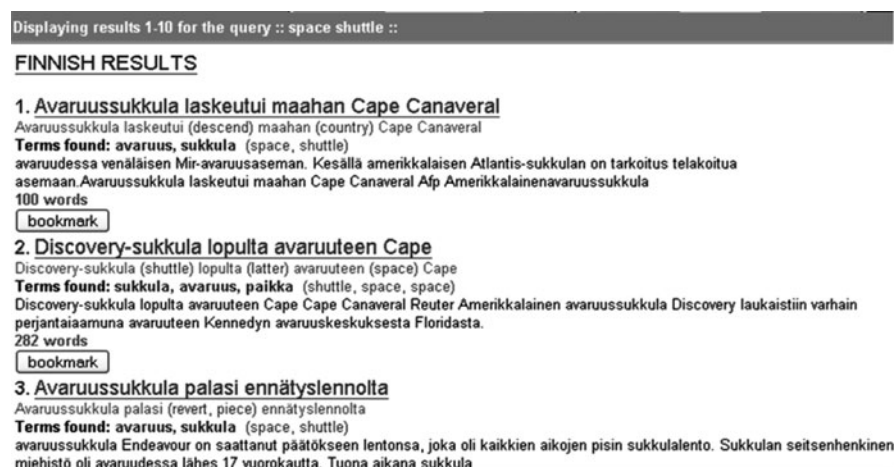 Displaying results 1-10 for the query :: space shuttle ::
FINNISH RESULTS
1. Avaruussukkula laskeutui maahan Cape Canaveral
Avaruussukkula laskeutui (descend) maahan (country) Cape Canaveral
Terms found: avaruus, sukkula (space, shuttle)
avaruudessa venäläisen Mir-avaruusaseman. Kesällä amerikkalaisen Atlantis-sukkulan on tarkoitus telakoitua
asemaan.Avaruussukkula laskeutui maahan Cape Canaveral Afp Amerikkalainenavaruussukkula
100 words
bookmark
2. Discovery-sukkula lopulta avaruuteen Cape
Discovery-sukkula (shuttle) lopulta (latter) avaruuteen (space) Cape
Terms found: sukkula, avaruus, paikka (shuttle, space, space)
Discovery-sukkula lopulta avaruuteen Cape Cape Canaveral Reuter Amerikkalainen avaruussukkula Discovery laukaistiin varhain
perjantaiaamuna avaruuteen Kennedyn avaruuskeskuksesta Floridasta.
282 words
bookmark
3. Avaruussukkula palasi ennätyslennolta
Avaruussukkula palasi (revert, piece) ennätyslennolta
Terms found: avaruus, sukkula (space, shuttle)
avaruussukkula Endeavour on saattanut päätökseen lentonsa, joka oli kaikkien aikojen pisin sukkulalento. Sukkulan seitsenhenkinen
miehistö oli avaruudessa lähes 17 vuorokautta. Tuona aikana sukkula